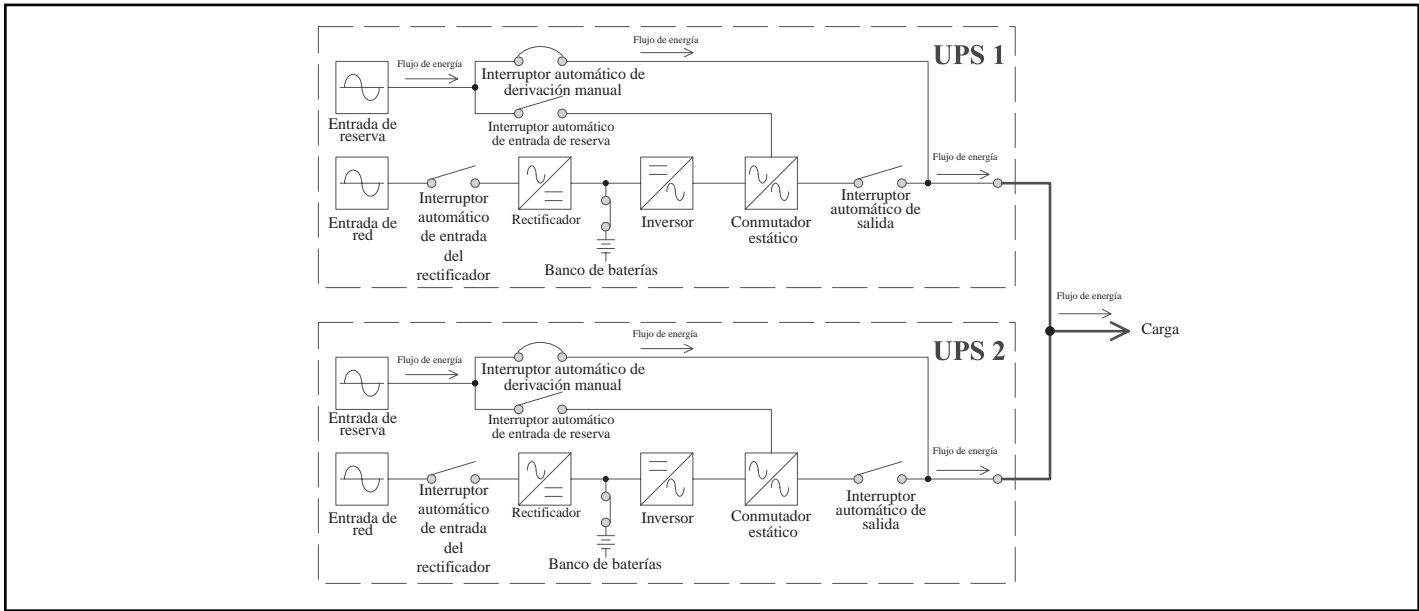 Flujo de energía
UPS 1
Flujo de energía
Interruptor automático de
derivación manual
Entrada de
reserva
Interruptor automático
de entrada de reserva
Flujo de energía
Interruptor
automático
de entrada
del
rectificador
Entrada de
red
Rectificador
Inversor
Conmutador
estático
Interruptor
automático de
salida
Banco de baterías
Flujo de energía
Carga
Flujo de energía
UPS 2
Flujo de energía
Interruptor automático de
derivación manual
Entrada de
reserva
Interruptor automático
de entrada de reserva
Flujo de energía
Interruptor
automático
de entrada
del
rectificador
Entrada de
red
Rectificador
Inversor
Conmutador
estático
Interruptor
automático de
salida
Banco de baterías